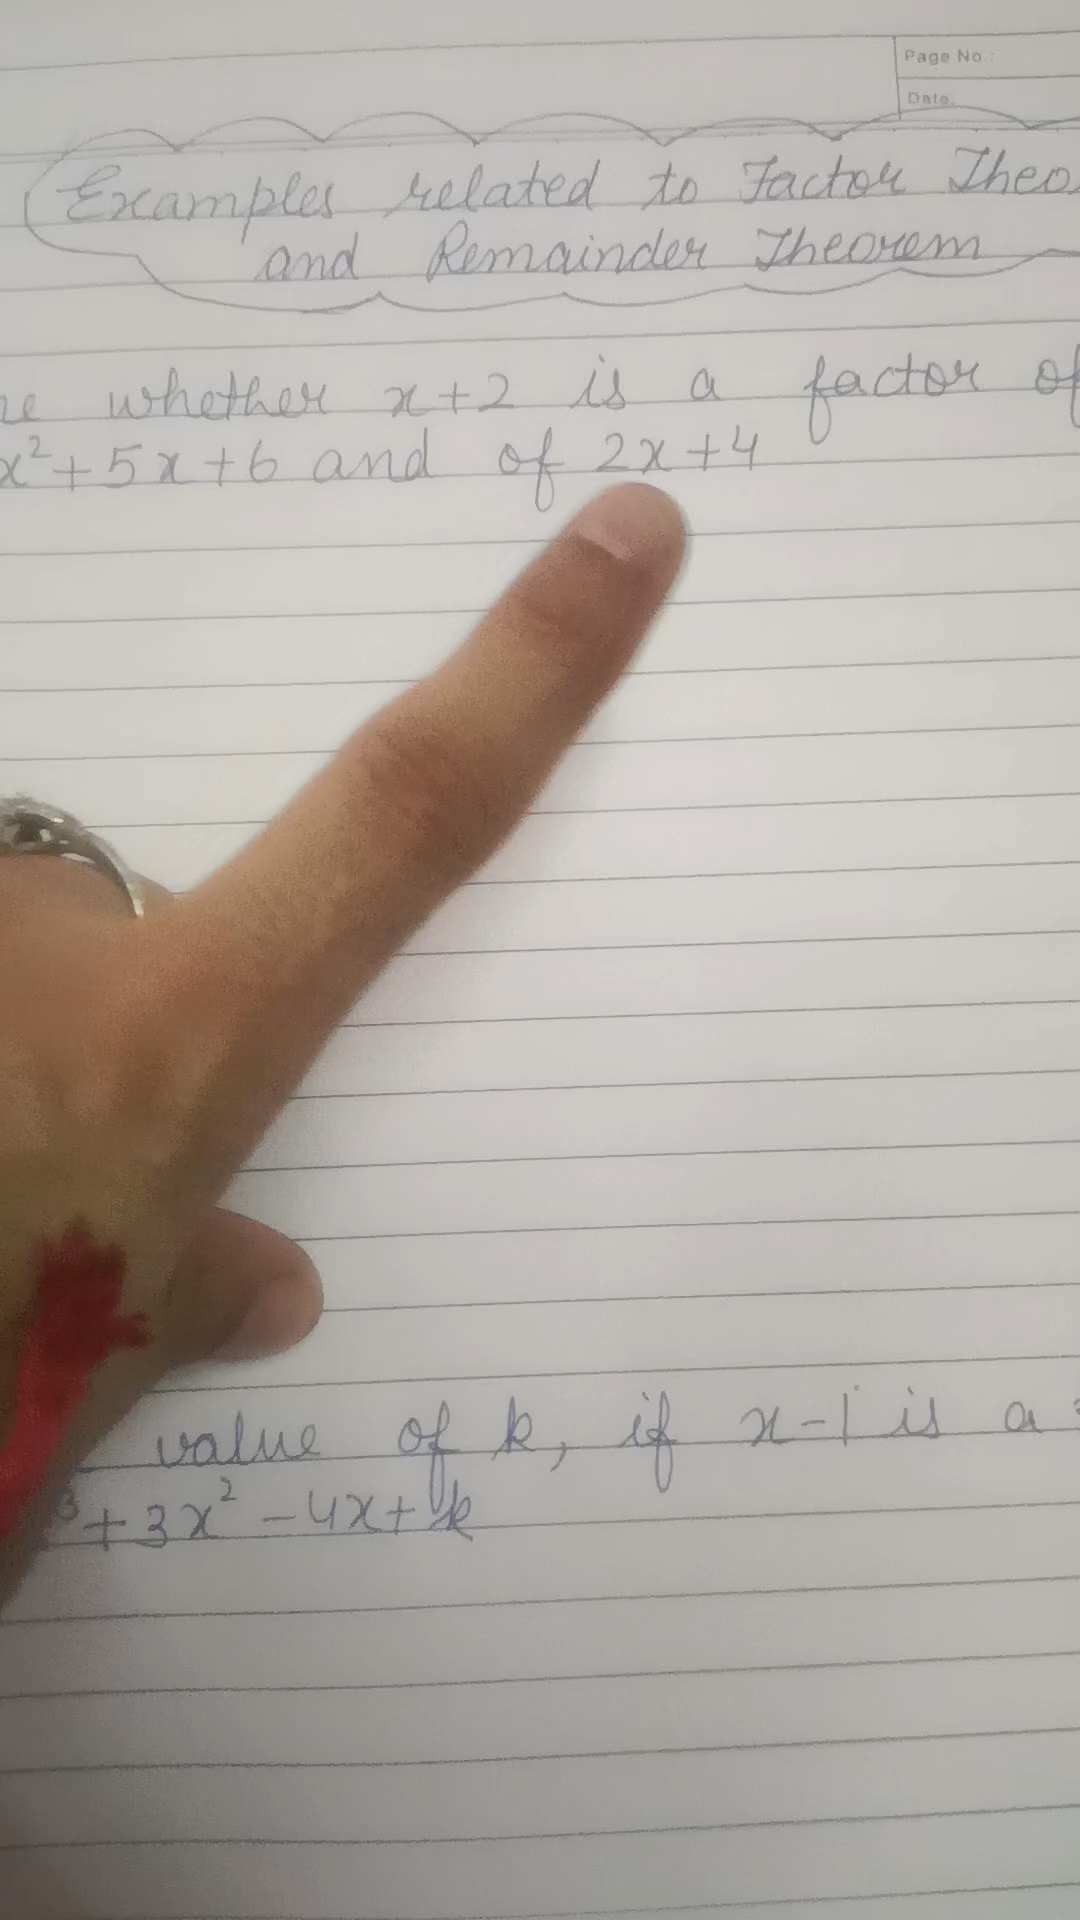 Page No.:
Date.
Examples related to Factor
and Remainder Theorem
whether x+2 is a factor of
x²+5x+6 and of 2x+4
value of k, if x-1 is a
³+3x²-4x+k